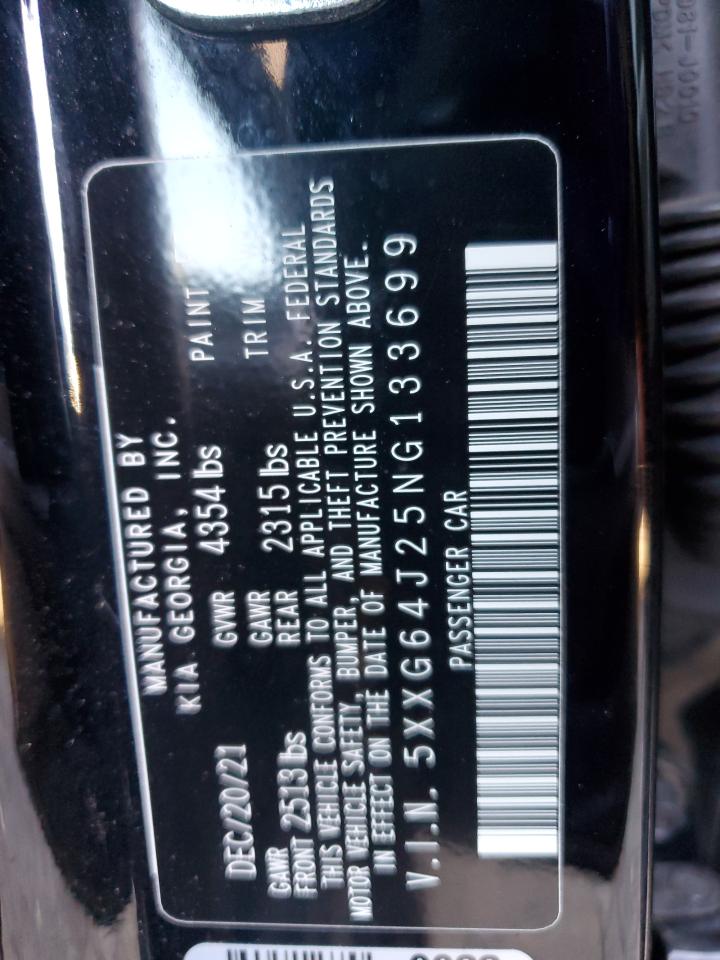 MANUFACTURED BY
KIA GEORGIA, INC.
DEC/20/21 GVWR 4354 lbs PAINT
GAWR FRONT 2513 lbs GAWR REAR 2315 lbs TRIM
THIS VEHICLE CONFORMS TO ALL APPLICABLE U.S.A. FEDERAL
MOTOR VEHICLE SAFETY, BUMPER, AND THEFT PREVENTION STANDARDS
IN EFFECT ON THE DATE OF MANUFACTURE SHOWN ABOVE.
V.I.N. 5XXG64J25NG133699
PASSENGER CAR